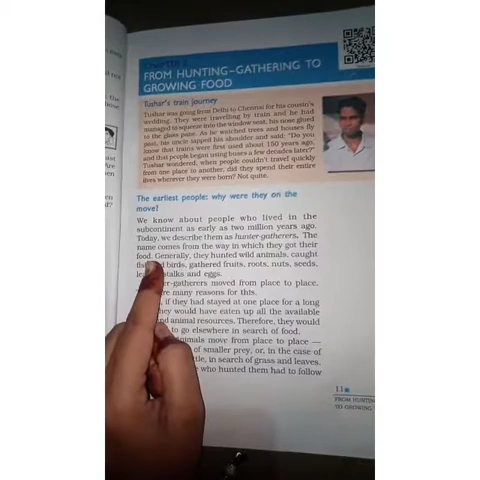 CHAPTER 2
FROM HUNTING–GATHERING TO
GROWING FOOD
Tushar's train journey
Tushar was going from Delhi to Chennai for his cousin's
wedding. They were travelling by train and he had
managed to squeeze into the window seat, his nose glued
to the glass pane. As he watched trees and houses fly
past, his uncle tapped his shoulder and said: "Do you
know that trains were first used about 150 years ago,
and that people began using buses a few decades later?"
Tushar wondered, when people couldn't travel quickly
from one place to another, did they spend their entire
lives wherever they were born? Not quite.
The earliest people: why were they on the
move?
We know about people who lived in the
subcontinent as early as two million years ago.
Today, we describe them as hunter-gatherers. The
name comes from the way in which they got their
food. Generally, they hunted wild animals, caught
birds, gathered fruits, roots, nuts, seeds,
stalks and eggs.
-gatherers moved from place to place.
re many reasons for this.
if they had stayed at one place for a long
they would have eaten up all the available
nd animal resources. Therefore, they would
to go elsewhere in search of food.
nimals move from place to place —
of smaller prey, or, in the case of
ttle, in search of grass and leaves.
who hunted them had to follow
11
FROM HUNTIN
TO GROWING